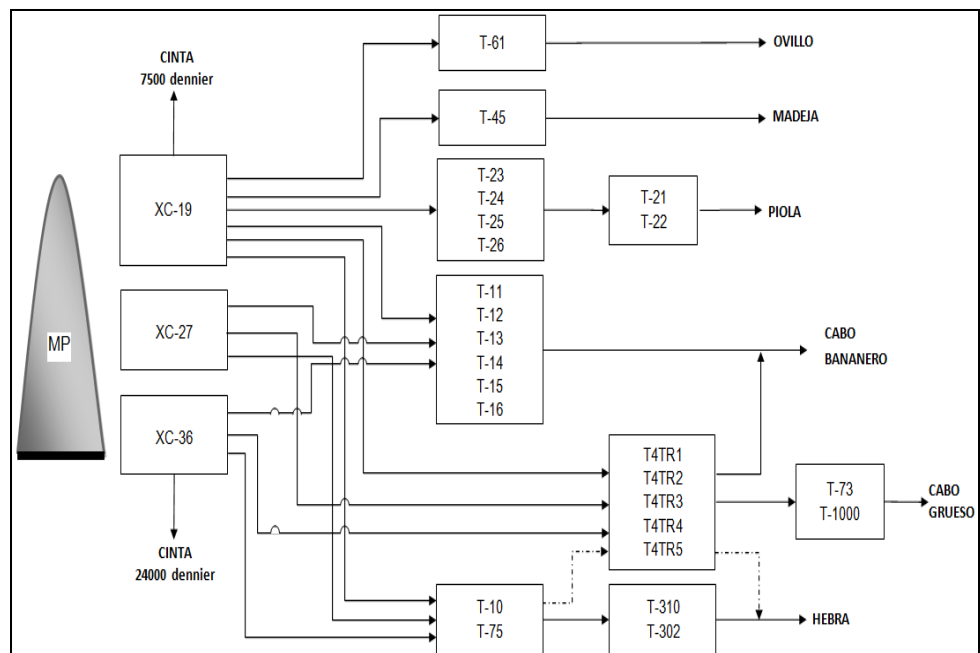 MP
CINTA
7500 dennier
XC-19
XC-27
XC-36
CINTA
24000 dennier
T-61
OVILLO
T-45
MADEJA
T-23
T-24
T-25
T-26
T-21
T-22
PIOLA
T-11
T-12
T-13
T-14
T-15
T-16
CABO
BANANERO
T4TR1
T4TR2
T4TR3
T4TR4
T4TR5
T-73
T-1000
CABO
GRUESO
T-10
T-75
T-310
T-302
HEBRA